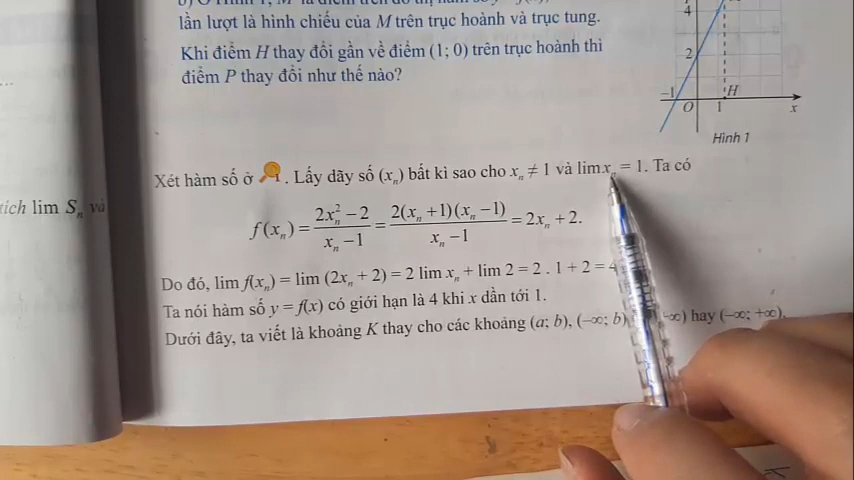 lần lượt là hình chiếu của M trên trục hoành và trục tung.
Khi điểm H thay đổi gần về điểm (1; 0) trên trục hoành thì
điểm P thay đổi như thế nào?
4
2
-1
O
1
H
x
Hình 1
Xét hàm số ở 1. Lấy dãy số (xₙ) bất kì sao cho xₙ ≠ 1 và lim xₙ = 1. Ta có
f(xₙ) = (2xₙ² − 2)/(xₙ − 1) = 2(xₙ + 1)(xₙ − 1)/(xₙ − 1) = 2xₙ + 2.
Do đó, lim f(xₙ) = lim (2xₙ + 2) = 2 lim xₙ + lim 2 = 2 . 1 + 2 = 4
Ta nói hàm số y = f(x) có giới hạn là 4 khi x dần tới 1.
Dưới đây, ta viết là khoảng K thay cho các khoảng (a; b), (−∞; b) +∞) hay (−∞; +∞).
tích lim Sₙ và